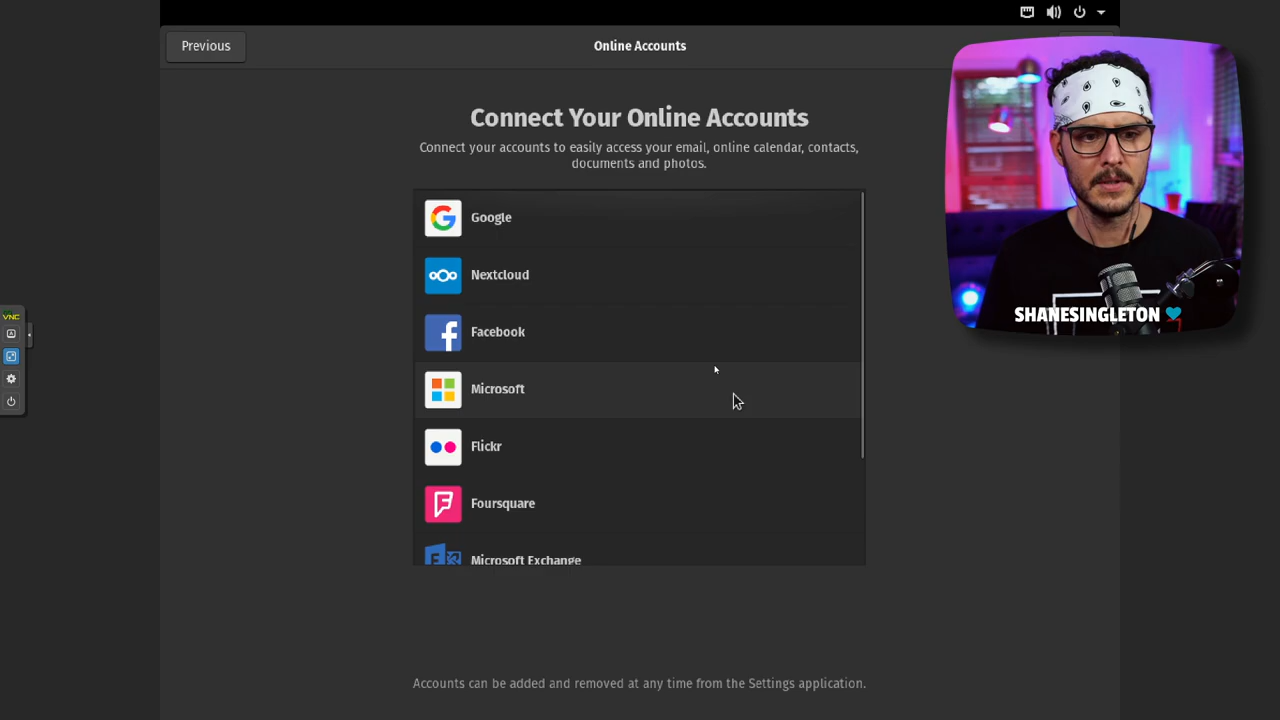 Previous
Online Accounts
Connect Your Online Accounts
Connect your accounts to easily access your email, online calendar, contacts,
documents and photos.
Google
Nextcloud
Facebook
Microsoft
Flickr
Foursquare
Microsoft Exchange
Accounts can be added and removed at any time from the Settings application.
VNC
A
SHANESINGLETON